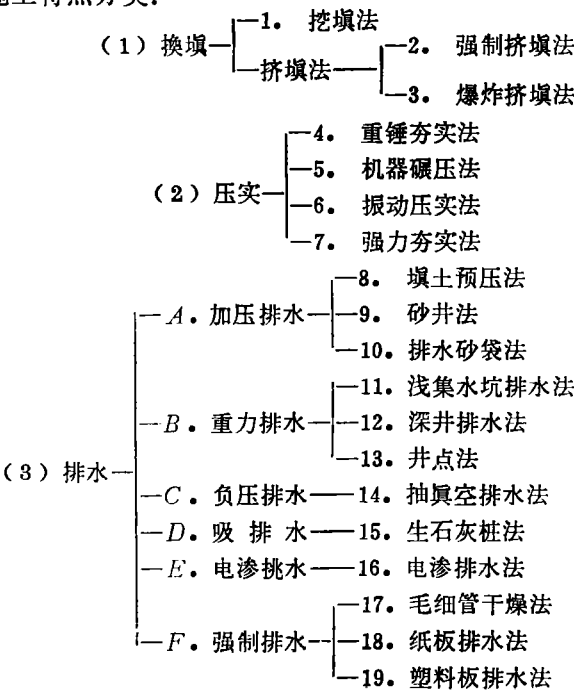 1. 挖填法
(1)换填
挤填法
2. 强制挤填法
3. 爆炸挤填法
4. 重锤夯实法
5. 机器碾压法
(2)压实
6. 振动压实法
7. 强力夯实法
8. 填土预压法
A. 加压排水
9. 砂井法
10. 排水砂袋法
11. 浅集水坑排水法
B. 重力排水
12. 深井排水法
13. 井点法
(3)排水
C. 负压排水
14. 抽真空排水法
D. 吸排水
15. 生石灰桩法
E. 电渗挑水
16. 电渗排水法
17. 毛细管干燥法
F. 强制排水
18. 纸板排水法
19. 塑料板排水法